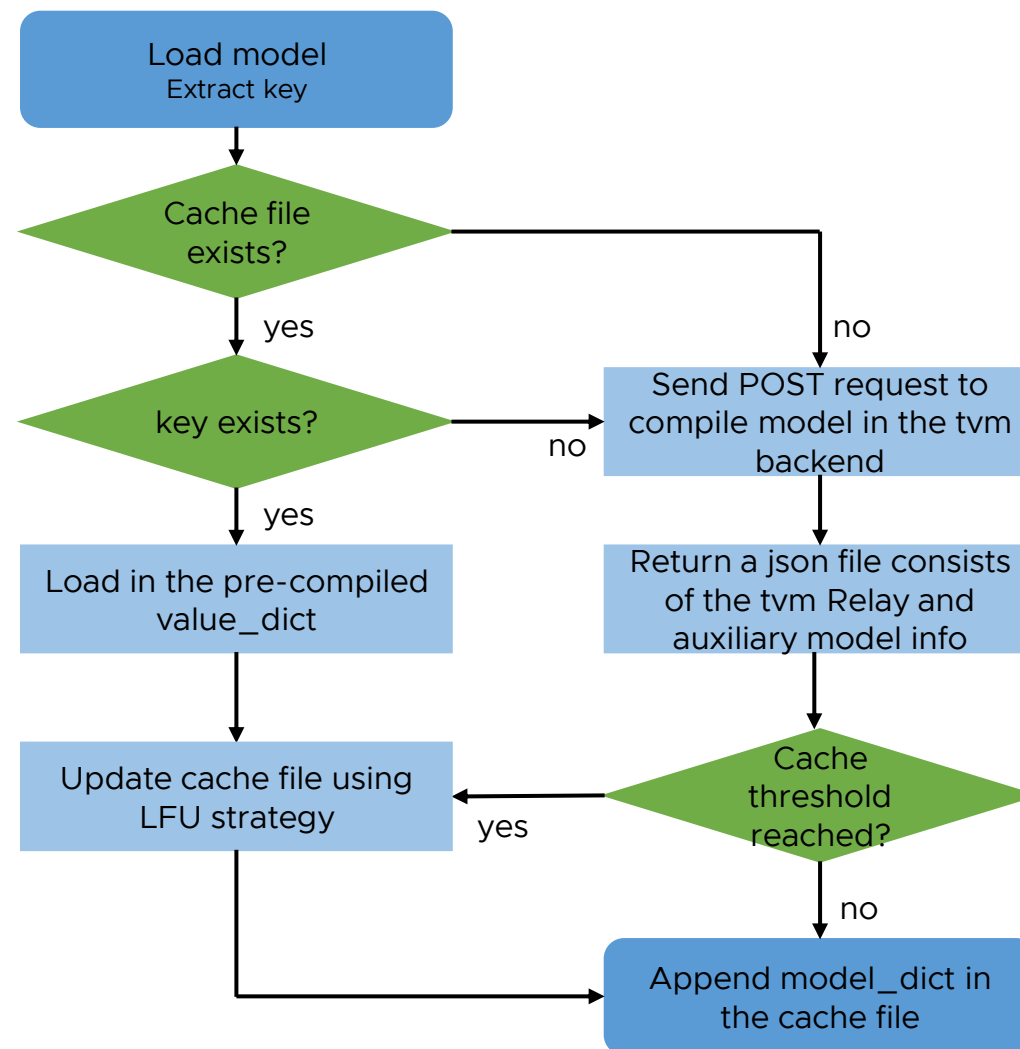 Load model
Extract key
Cache file
exists?
yes
no
key exists?
no
Send POST request to
compile model in the tvm
backend
yes
Load in the pre-compiled
value_dict
Return a json file consists
of the tvm Relay and
auxiliary model info
Update cache file using
LFU strategy
yes
Cache
threshold
reached?
no
Append model_dict in
the cache file